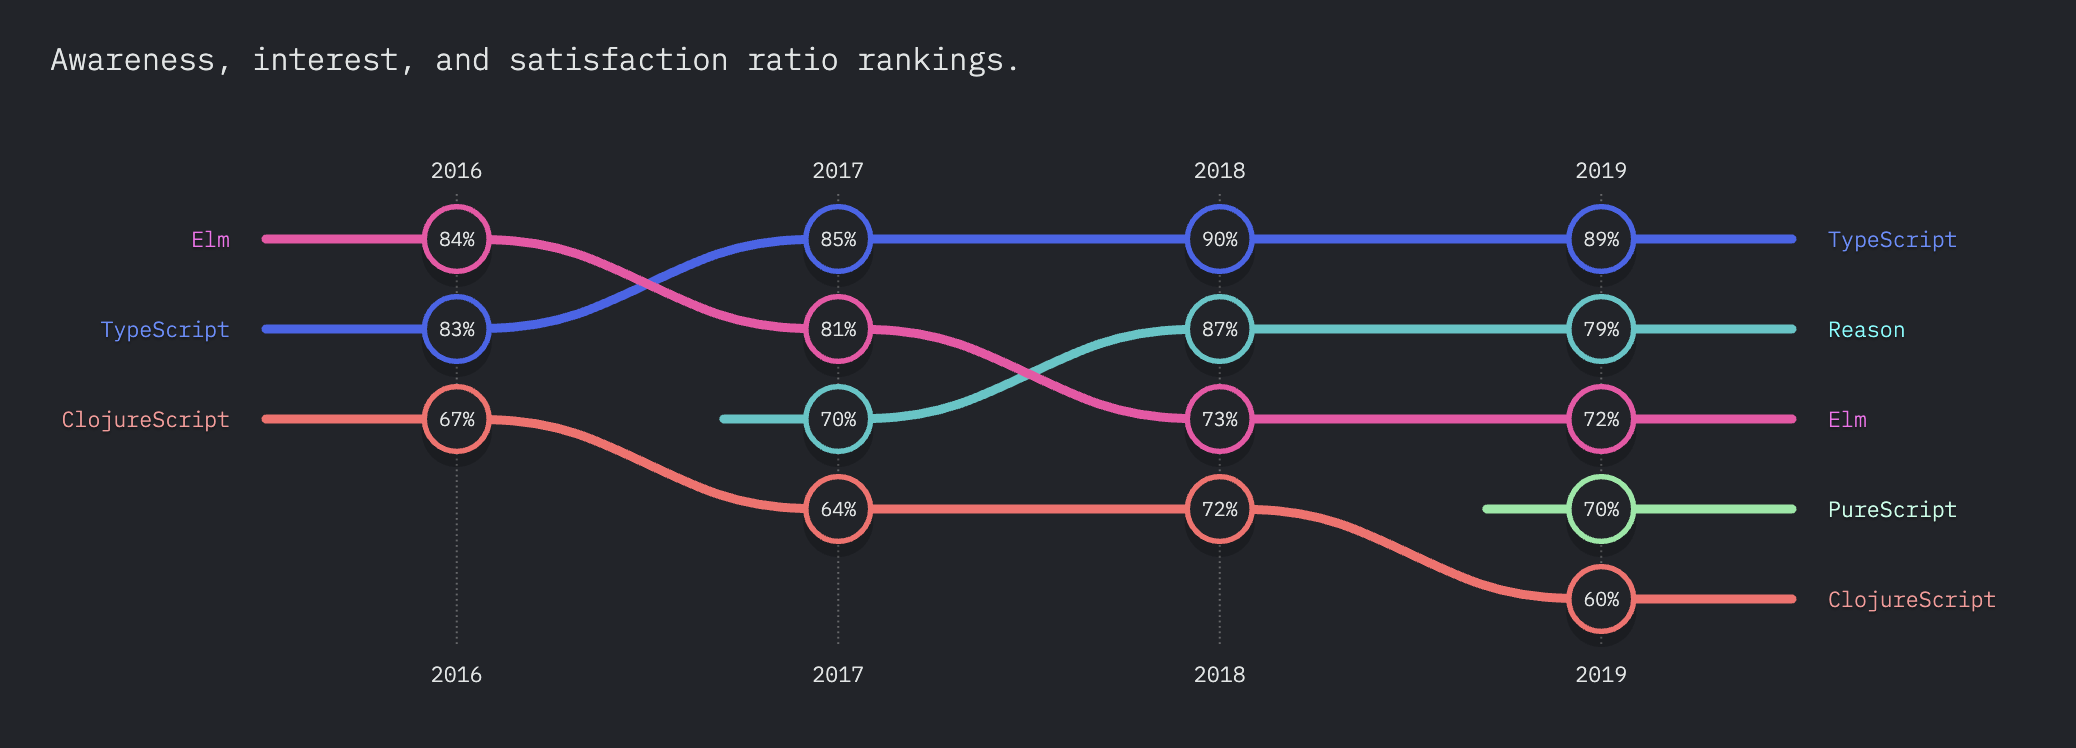 Awareness, interest, and satisfaction ratio rankings.
2016 2017 2018 2019
Elm 84% 85% 90% 89% TypeScript
TypeScript 83% 81% 87% 79% Reason
ClojureScript 67% 70% 73% 72% Elm
64% 72% 70% PureScript
60% ClojureScript
2016 2017 2018 2019